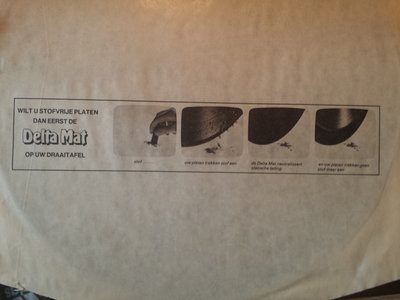 WILT U STOFVRIJE PLATEN
DAN EERST DE
Delta Mat
OP UW DRAAITAFEL
stof ..........
uw platen trekken stof aan
de Delta Mat neutraliseert
statische lading
en uw platen trekken geen
stof meer aan